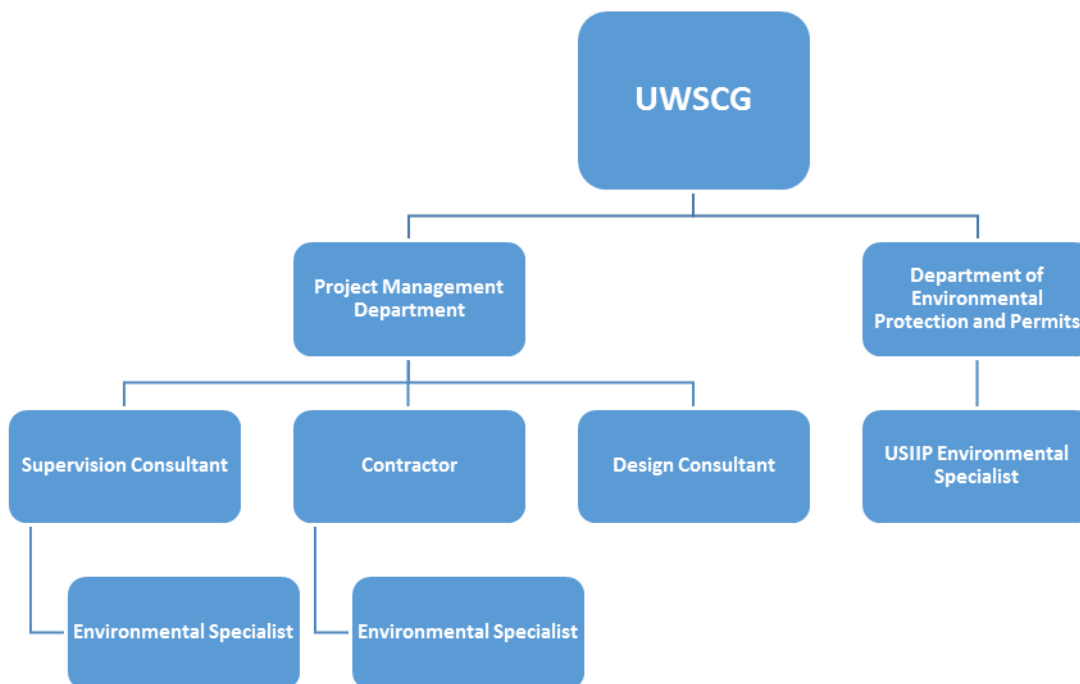 UWSCG
Project Management
Department
Department of
Environmental
Protection and Permits
Supervision Consultant
Contractor
Design Consultant
USIIP Environmental
Specialist
Environmental Specialist
Environmental Specialist